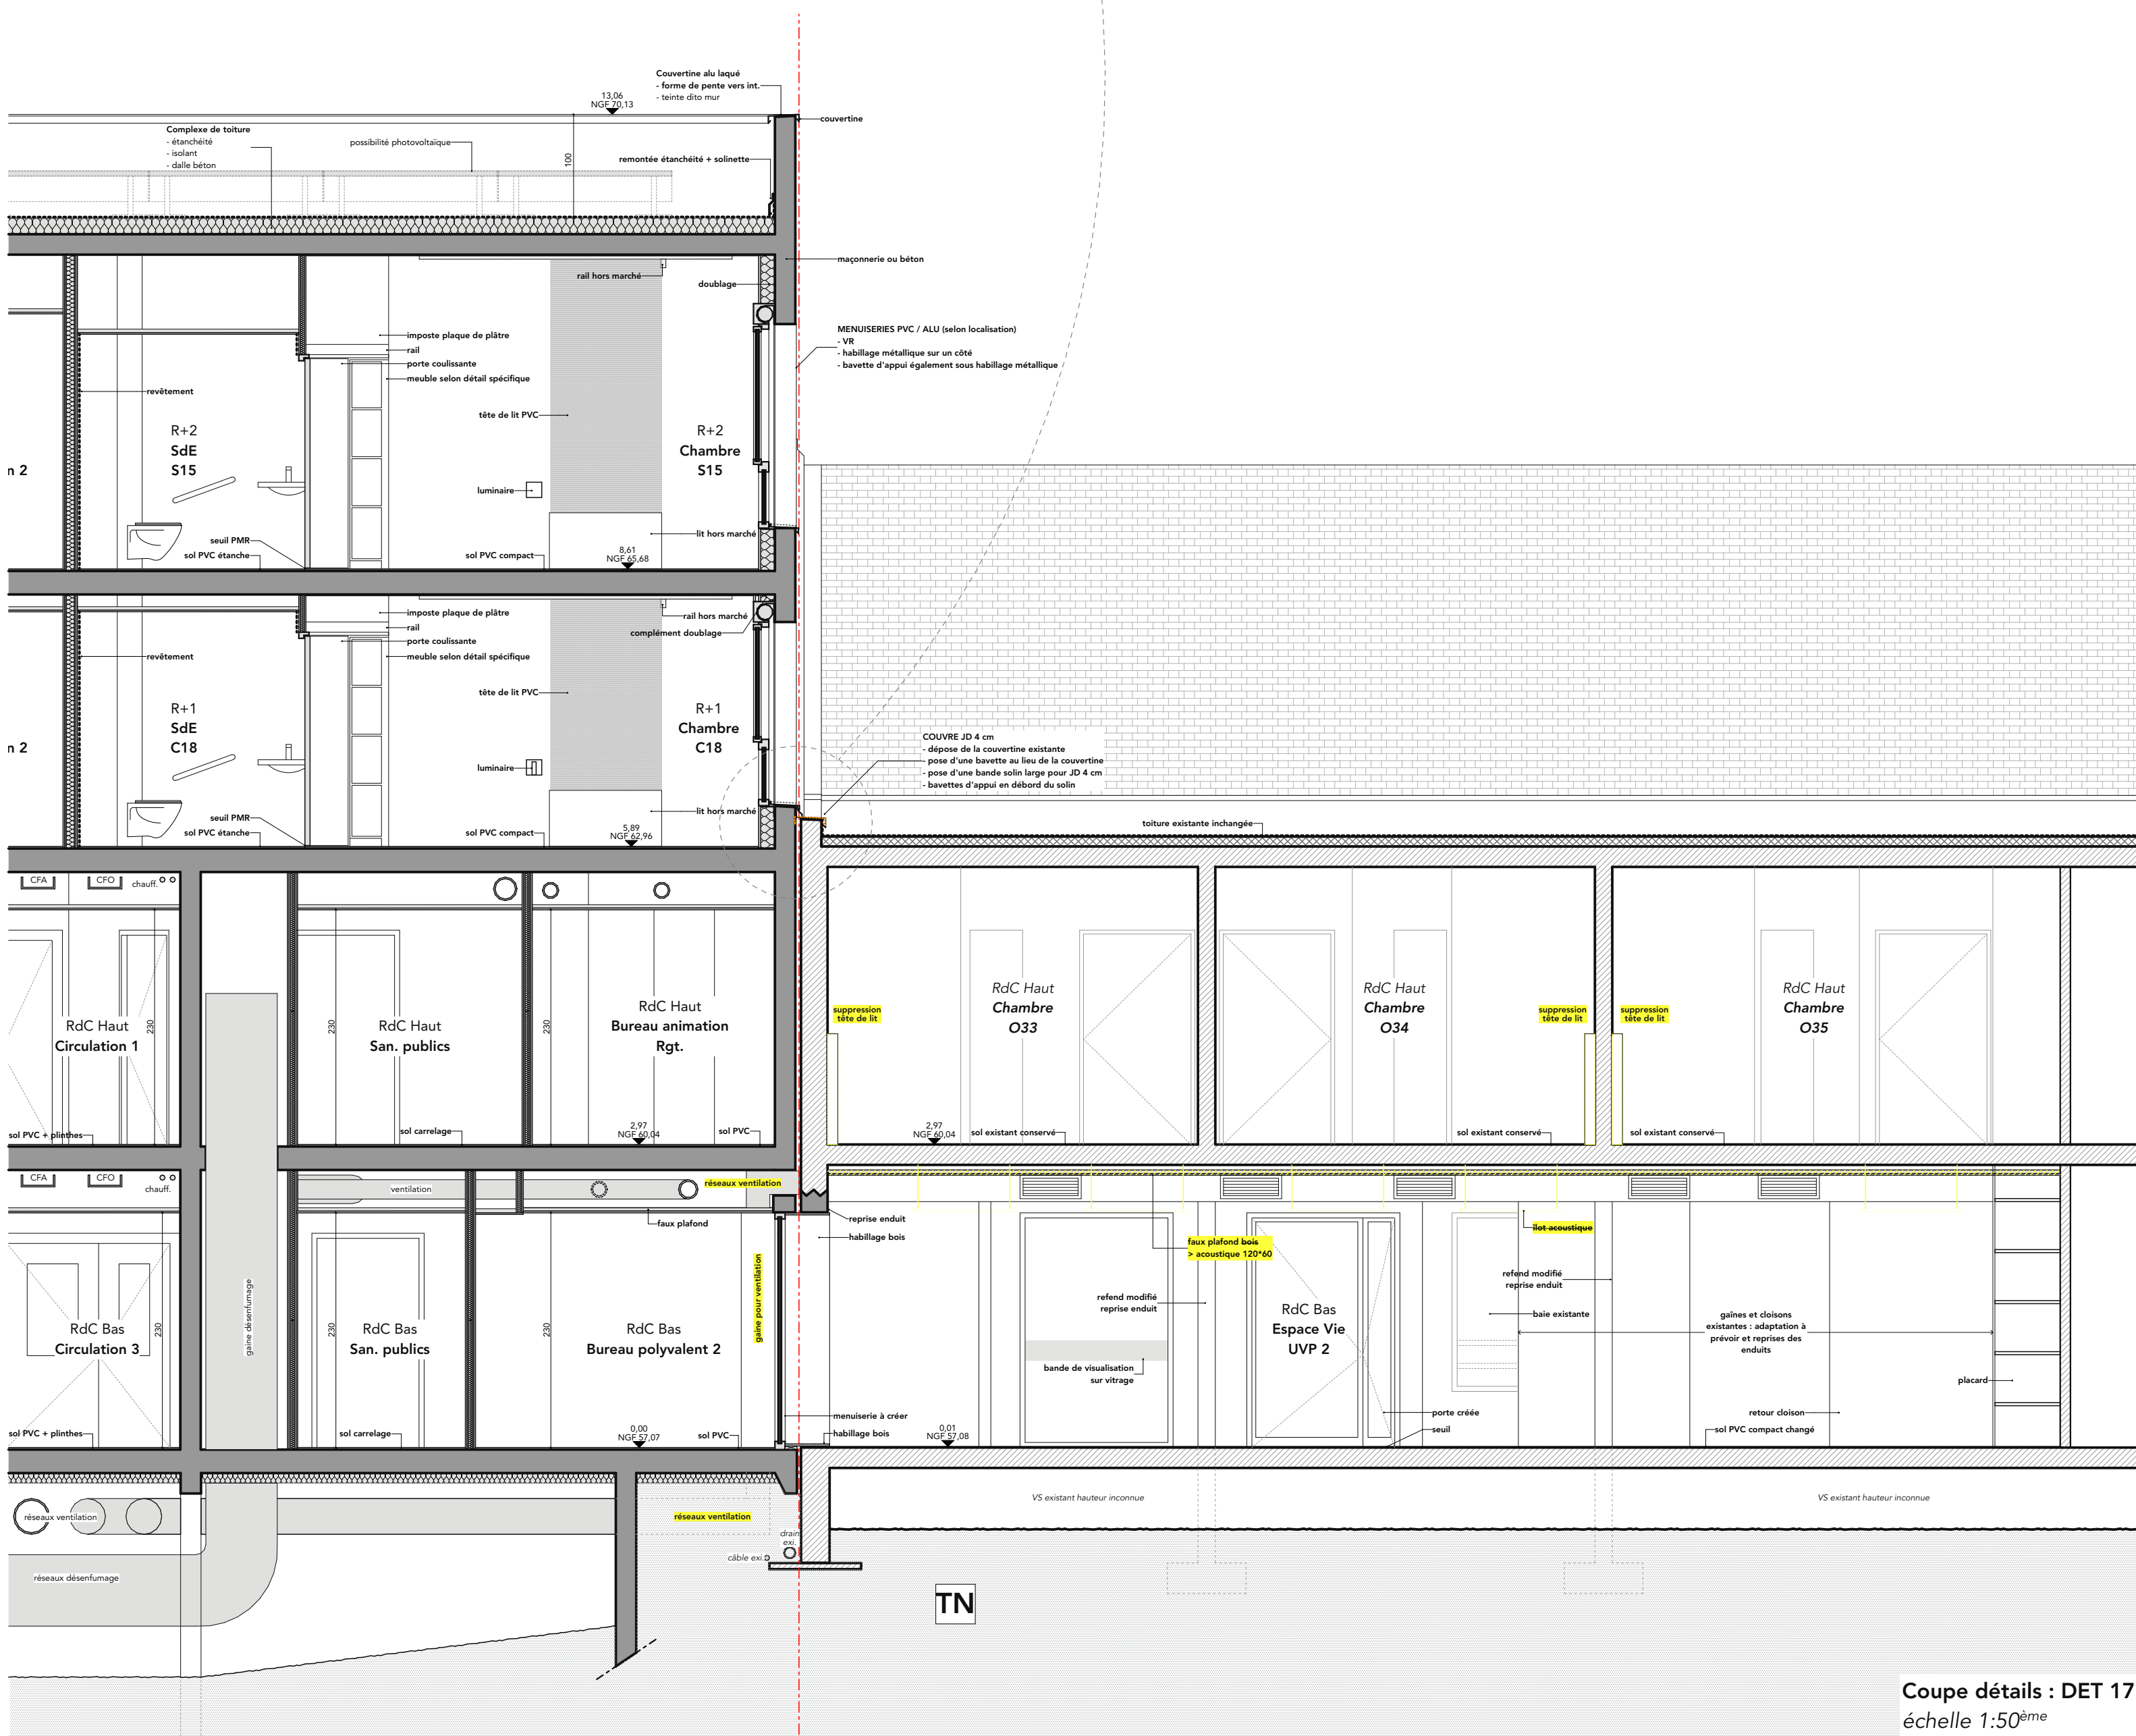 Couvertine alu laqué
- forme de pente vers int.
- teinte dito mur
13,06
NGF 70,13
couvertine
Complexe de toiture
- étanchéité
- isolant
- dalle béton
possibilité photovoltaïque
100
remontée étanchéité + solinette
maçonnerie ou béton
rail hors marché
doublage
MENUISERIES PVC / ALU (selon localisation)
- VR
- habillage métallique sur un côté
- bavette d'appui également sous habillage métallique
imposte plaque de plâtre
rail
porte coulissante
meuble selon détail spécifique
revêtement
tête de lit PVC
R+2
SdE
S15
R+2
Chambre
S15
n 2
luminaire
lit hors marché
seuil PMR
sol PVC étanche
sol PVC compact
8,61
NGF 65,68
imposte plaque de plâtre
rail
porte coulissante
meuble selon détail spécifique
rail hors marché
complément doublage
revêtement
tête de lit PVC
R+1
SdE
C18
R+1
Chambre
C18
n 2
luminaire
COUVRE JD 4 cm
- dépose de la couvertine existante
- pose d'une bavette au lieu de la couvertine
- pose d'une bande solin large pour JD 4 cm
- bavettes d'appui en débord du solin
lit hors marché
seuil PMR
sol PVC étanche
sol PVC compact
5,89
NGF 62,96
toiture existante inchangée
CFA
CFO
chauff.
230
RdC Haut
Circulation 1
230
RdC Haut
San. publics
230
RdC Haut
Bureau animation
Rgt.
suppression
tête de lit
RdC Haut
Chambre
O33
RdC Haut
Chambre
O34
suppression
tête de lit
suppression
tête de lit
RdC Haut
Chambre
O35
sol PVC + plinthes
sol carrelage
2,97
NGF 60,04
sol PVC
2,97
NGF 60,04
sol existant conservé
sol existant conservé
sol existant conservé
CFA
CFO
chauff.
ventilation
réseaux ventilation
faux plafond
reprise enduit
habillage bois
faux plafond bois
> acoustique 120*60
îlot acoustique
gaine désenfumage
gaine pour ventilation
refend modifié
reprise enduit
refend modifié
reprise enduit
baie existante
gaînes et cloisons
existantes : adaptation à
prévoir et reprises des
enduits
230
RdC Bas
Circulation 3
230
RdC Bas
San. publics
230
RdC Bas
Bureau polyvalent 2
RdC Bas
Espace Vie
UVP 2
bande de visualisation
sur vitrage
placard
menuiserie à créer
habillage bois
porte créée
seuil
retour cloison
sol PVC compact changé
sol PVC + plinthes
sol carrelage
0,00
NGF 57,07
sol PVC
0,01
NGF 57,08
VS existant hauteur inconnue
VS existant hauteur inconnue
réseaux ventilation
réseaux ventilation
drain
exi.
câble exi.
réseaux désenfumage
TN
Coupe détails : DET 17
échelle 1:50ème